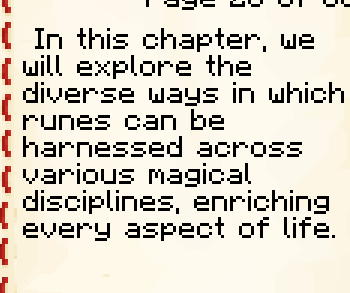 In this chapter, we
will explore the
diverse ways in which
runes can be
harnessed across
various magical
disciplines, enriching
every aspect of life.